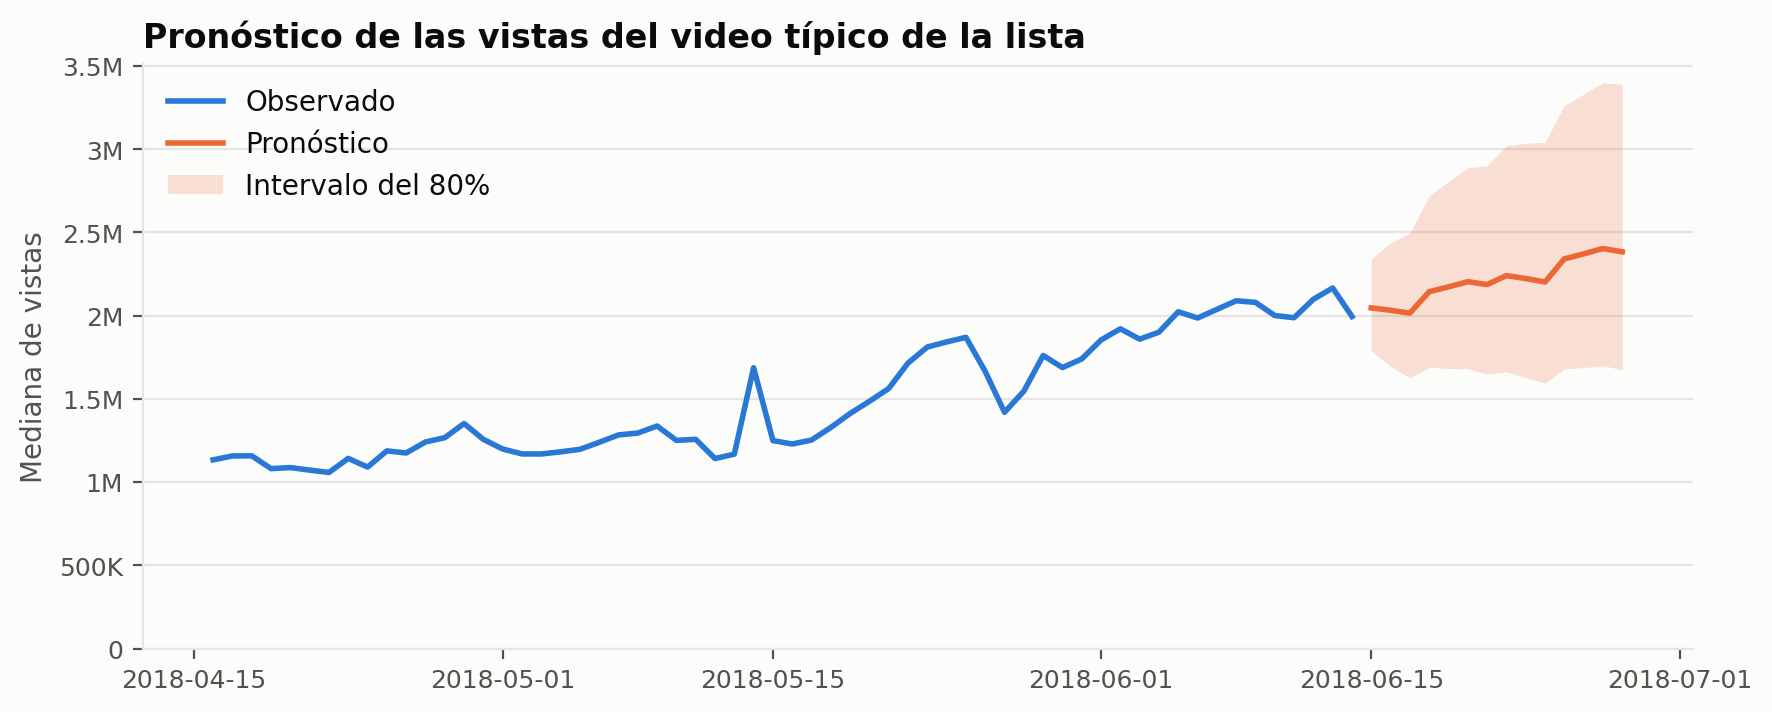 Pronóstico de las vistas del video típico de la lista
3.5M
3M
2.5M
2M
1.5M
1M
500K
0
Mediana de vistas
Observado
Pronóstico
Intervalo del 80%
2018-04-15
2018-05-01
2018-05-15
2018-06-01
2018-06-15
2018-07-01